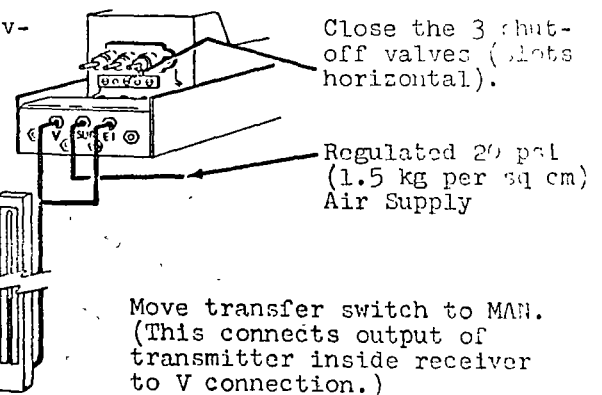 v-
Close the 3 shut-
off valves (slots
horizontal).
V SUP EI
Regulated 20 psi
(1.5 kg per sq cm)
Air Supply
Move transfer switch to MAN.
(This connects output of
transmitter inside receiver
to V connection.)